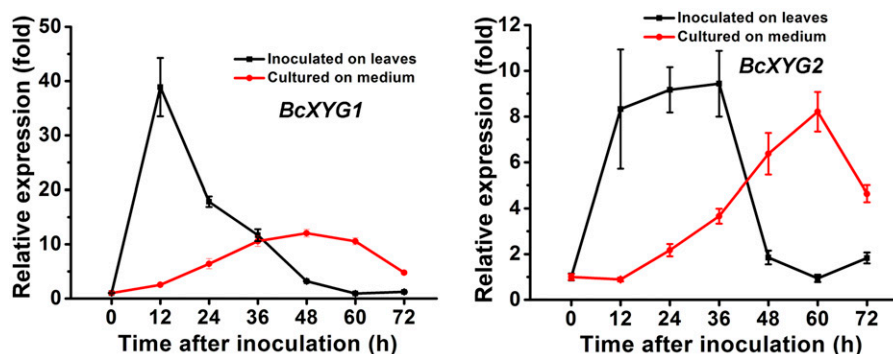 Relative expression (fold)
50
40
30
20
10
0
Inoculated on leaves
Cultured on medium
BcXYG1
0 12 24 36 48 60 72
Time after inoculation (h)
Relative expression (fold)
12
10
8
6
4
2
0
Inoculated on leaves
Cultured on medium
BcXYG2
0 12 24 36 48 60 72
Time after inoculation (h)